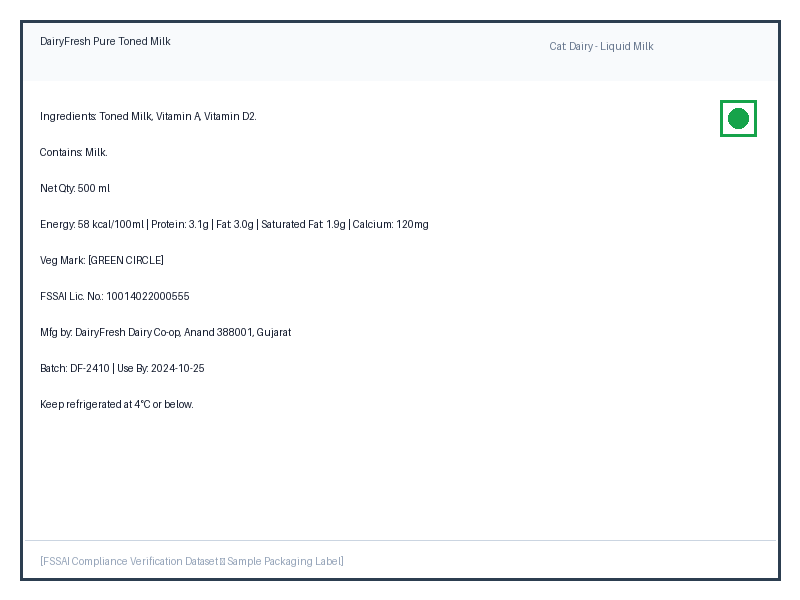 DairyFresh Pure Toned Milk
Cat: Dairy - Liquid Milk
Ingredients: Toned Milk, Vitamin A, Vitamin D2.
Contains: Milk.
Net Qty: 500 ml
Energy: 58 kcal/100ml | Protein: 3.1g | Fat: 3.0g | Saturated Fat: 1.9g | Calcium: 120mg
Veg Mark: [GREEN CIRCLE]
FSSAI Lic. No.: 10014022000555
Mfg by: DairyFresh Dairy Co-op, Anand 388001, Gujarat
Batch: DF-2410 | Use By: 2024-10-25
Keep refrigerated at 4°C or below.
[FSSAI Compliance Verification Dataset Sample Packaging Label]